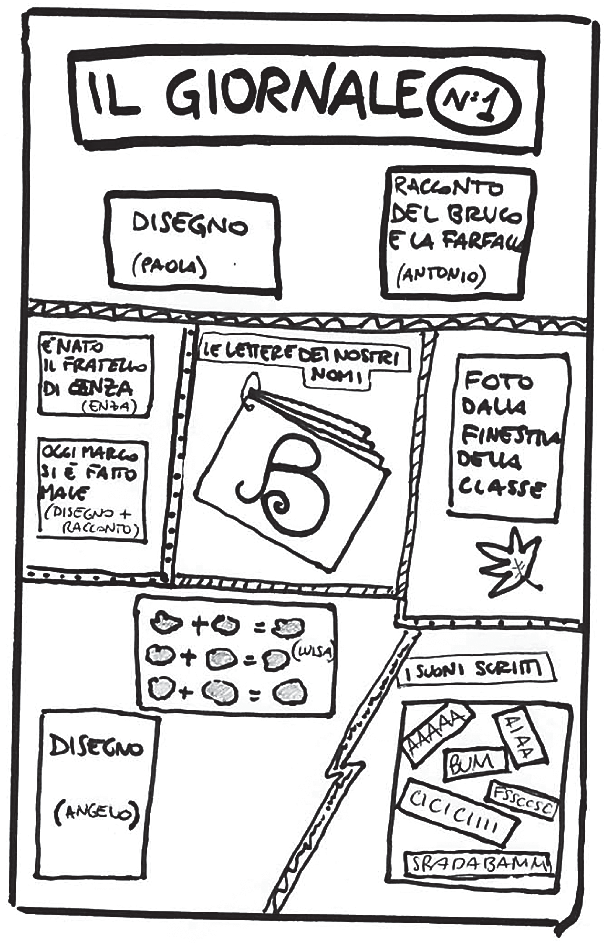 IL GIORNALE N:1
DISEGNO
(PAOLA)
RACCONTO
DEL BRUCO
E LA FARFALLA
(ANTONIO)
È NATO
IL FRATELLO
DI ENZA
(ENZA)
OGGI MARCO
SI È FATTO
MALE
(DISEGNO +
RACCONTO)
LE LETTERE DEI NOSTRI
NOMI
B
FOTO
DALLA
FINESTRA
DELLA
CLASSE
+ =
+ =
+ =
(LUISA)
DISEGNO
(ANGELO)
I SUONI SCRITTI
AAAAA
AIAA
BUM
FSSCCSC
CICICIIII
SRADABAMM